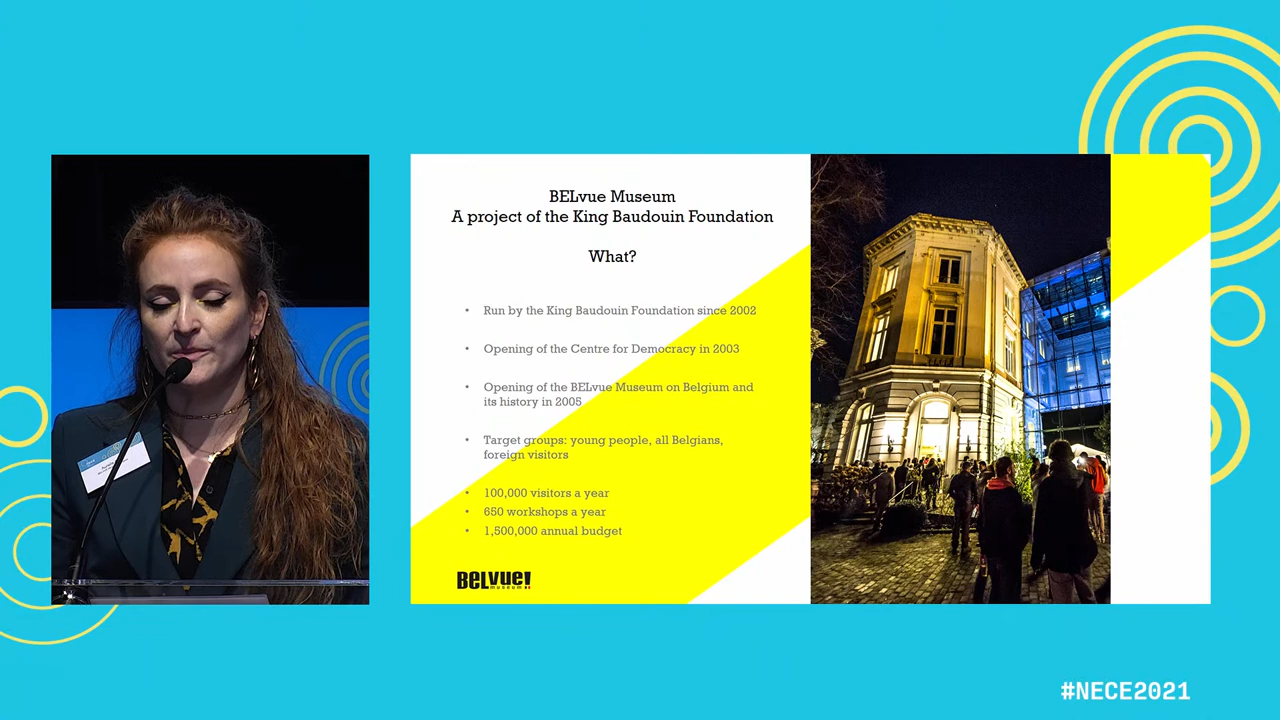 BELvue Museum
A project of the King Baudouin Foundation
What?
• Run by the King Baudouin Foundation since 2002
• Opening of the Centre for Democracy in 2003
• Opening of the BELvue Museum on Belgium and
its history in 2005
• Target groups: young people, all Belgians,
foreign visitors
• 100,000 visitors a year
• 650 workshops a year
• 1,500,000 annual budget
BELvue!
museum
#NECE2021